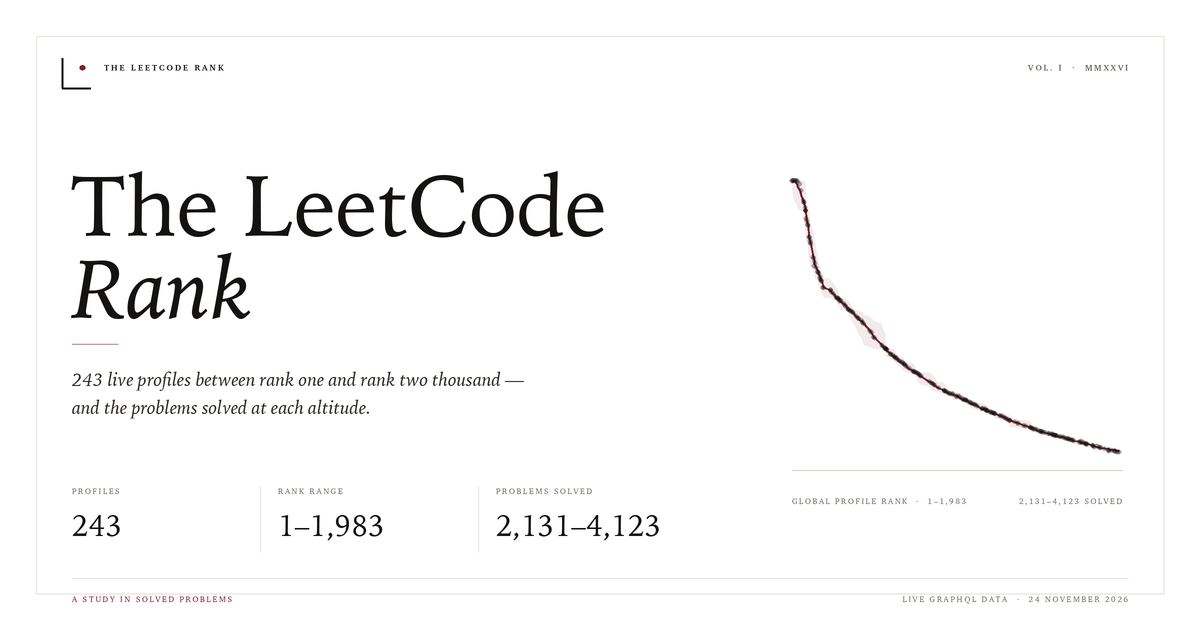 THE LEETCODE RANK
VOL. I · MMXXVI
The LeetCode
Rank
243 live profiles between rank one and rank two thousand —
and the problems solved at each altitude.
PROFILES
243
RANK RANGE
1–1,983
PROBLEMS SOLVED
2,131–4,123
GLOBAL PROFILE RANK · 1–1,983
2,131–4,123 SOLVED
A STUDY IN SOLVED PROBLEMS
LIVE GRAPHQL DATA · 24 NOVEMBER 2026